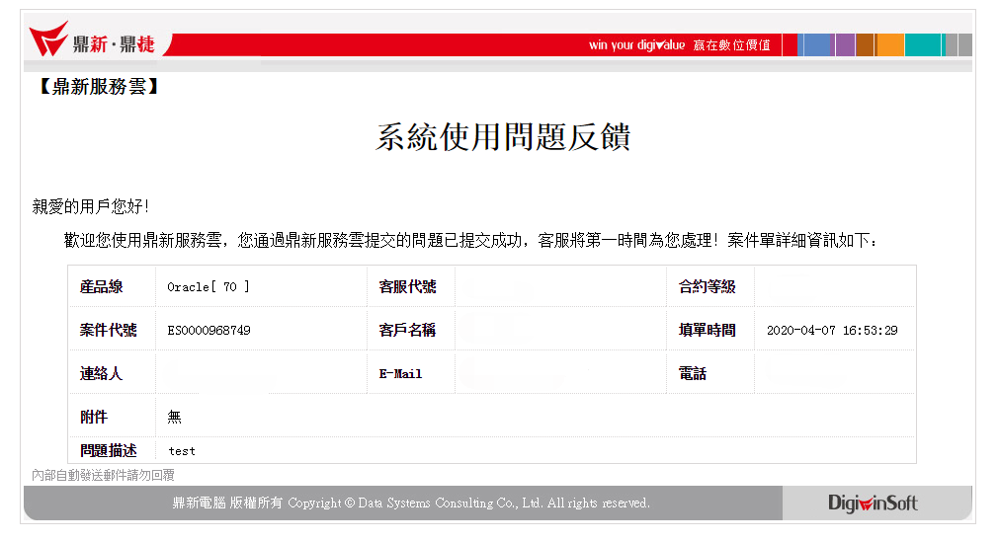 鼎新·鼎捷
win your digivalue 贏在數位價值
【鼎新服務雲】
系統使用問題反饋
親愛的用戶您好!
歡迎您使用鼎新服務雲，您通過鼎新服務雲提交的問題已提交成功，客服將第一時間為您處理！案件單詳細資訊如下：
產品線 Oracle[ 70 ] 客服代號 合約等級
案件代號 ES0000968749 客戶名稱 填單時間 2020-04-07 16:53:29
連絡人 E-Mail 電話
附件 無
問題描述 test
內部自動發送郵件請勿回覆
鼎新電腦 版權所有 Copyright © Data Systems Consulting Co., Ltd. All rights reserved.
DigiwinSoft